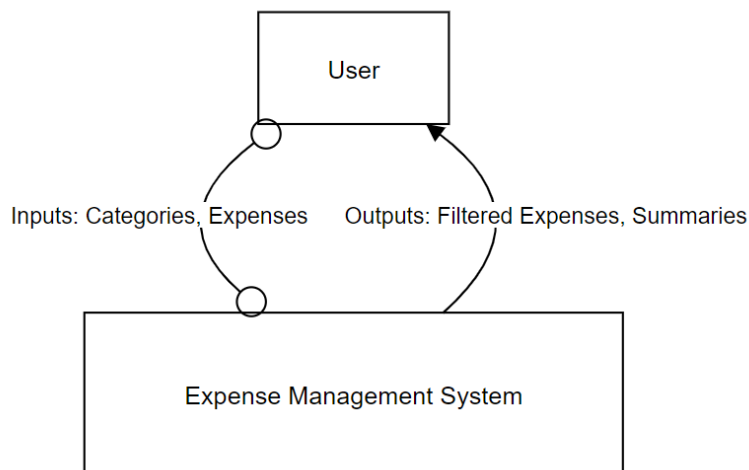 User
Inputs: Categories, Expenses
Outputs: Filtered Expenses, Summaries
Expense Management System